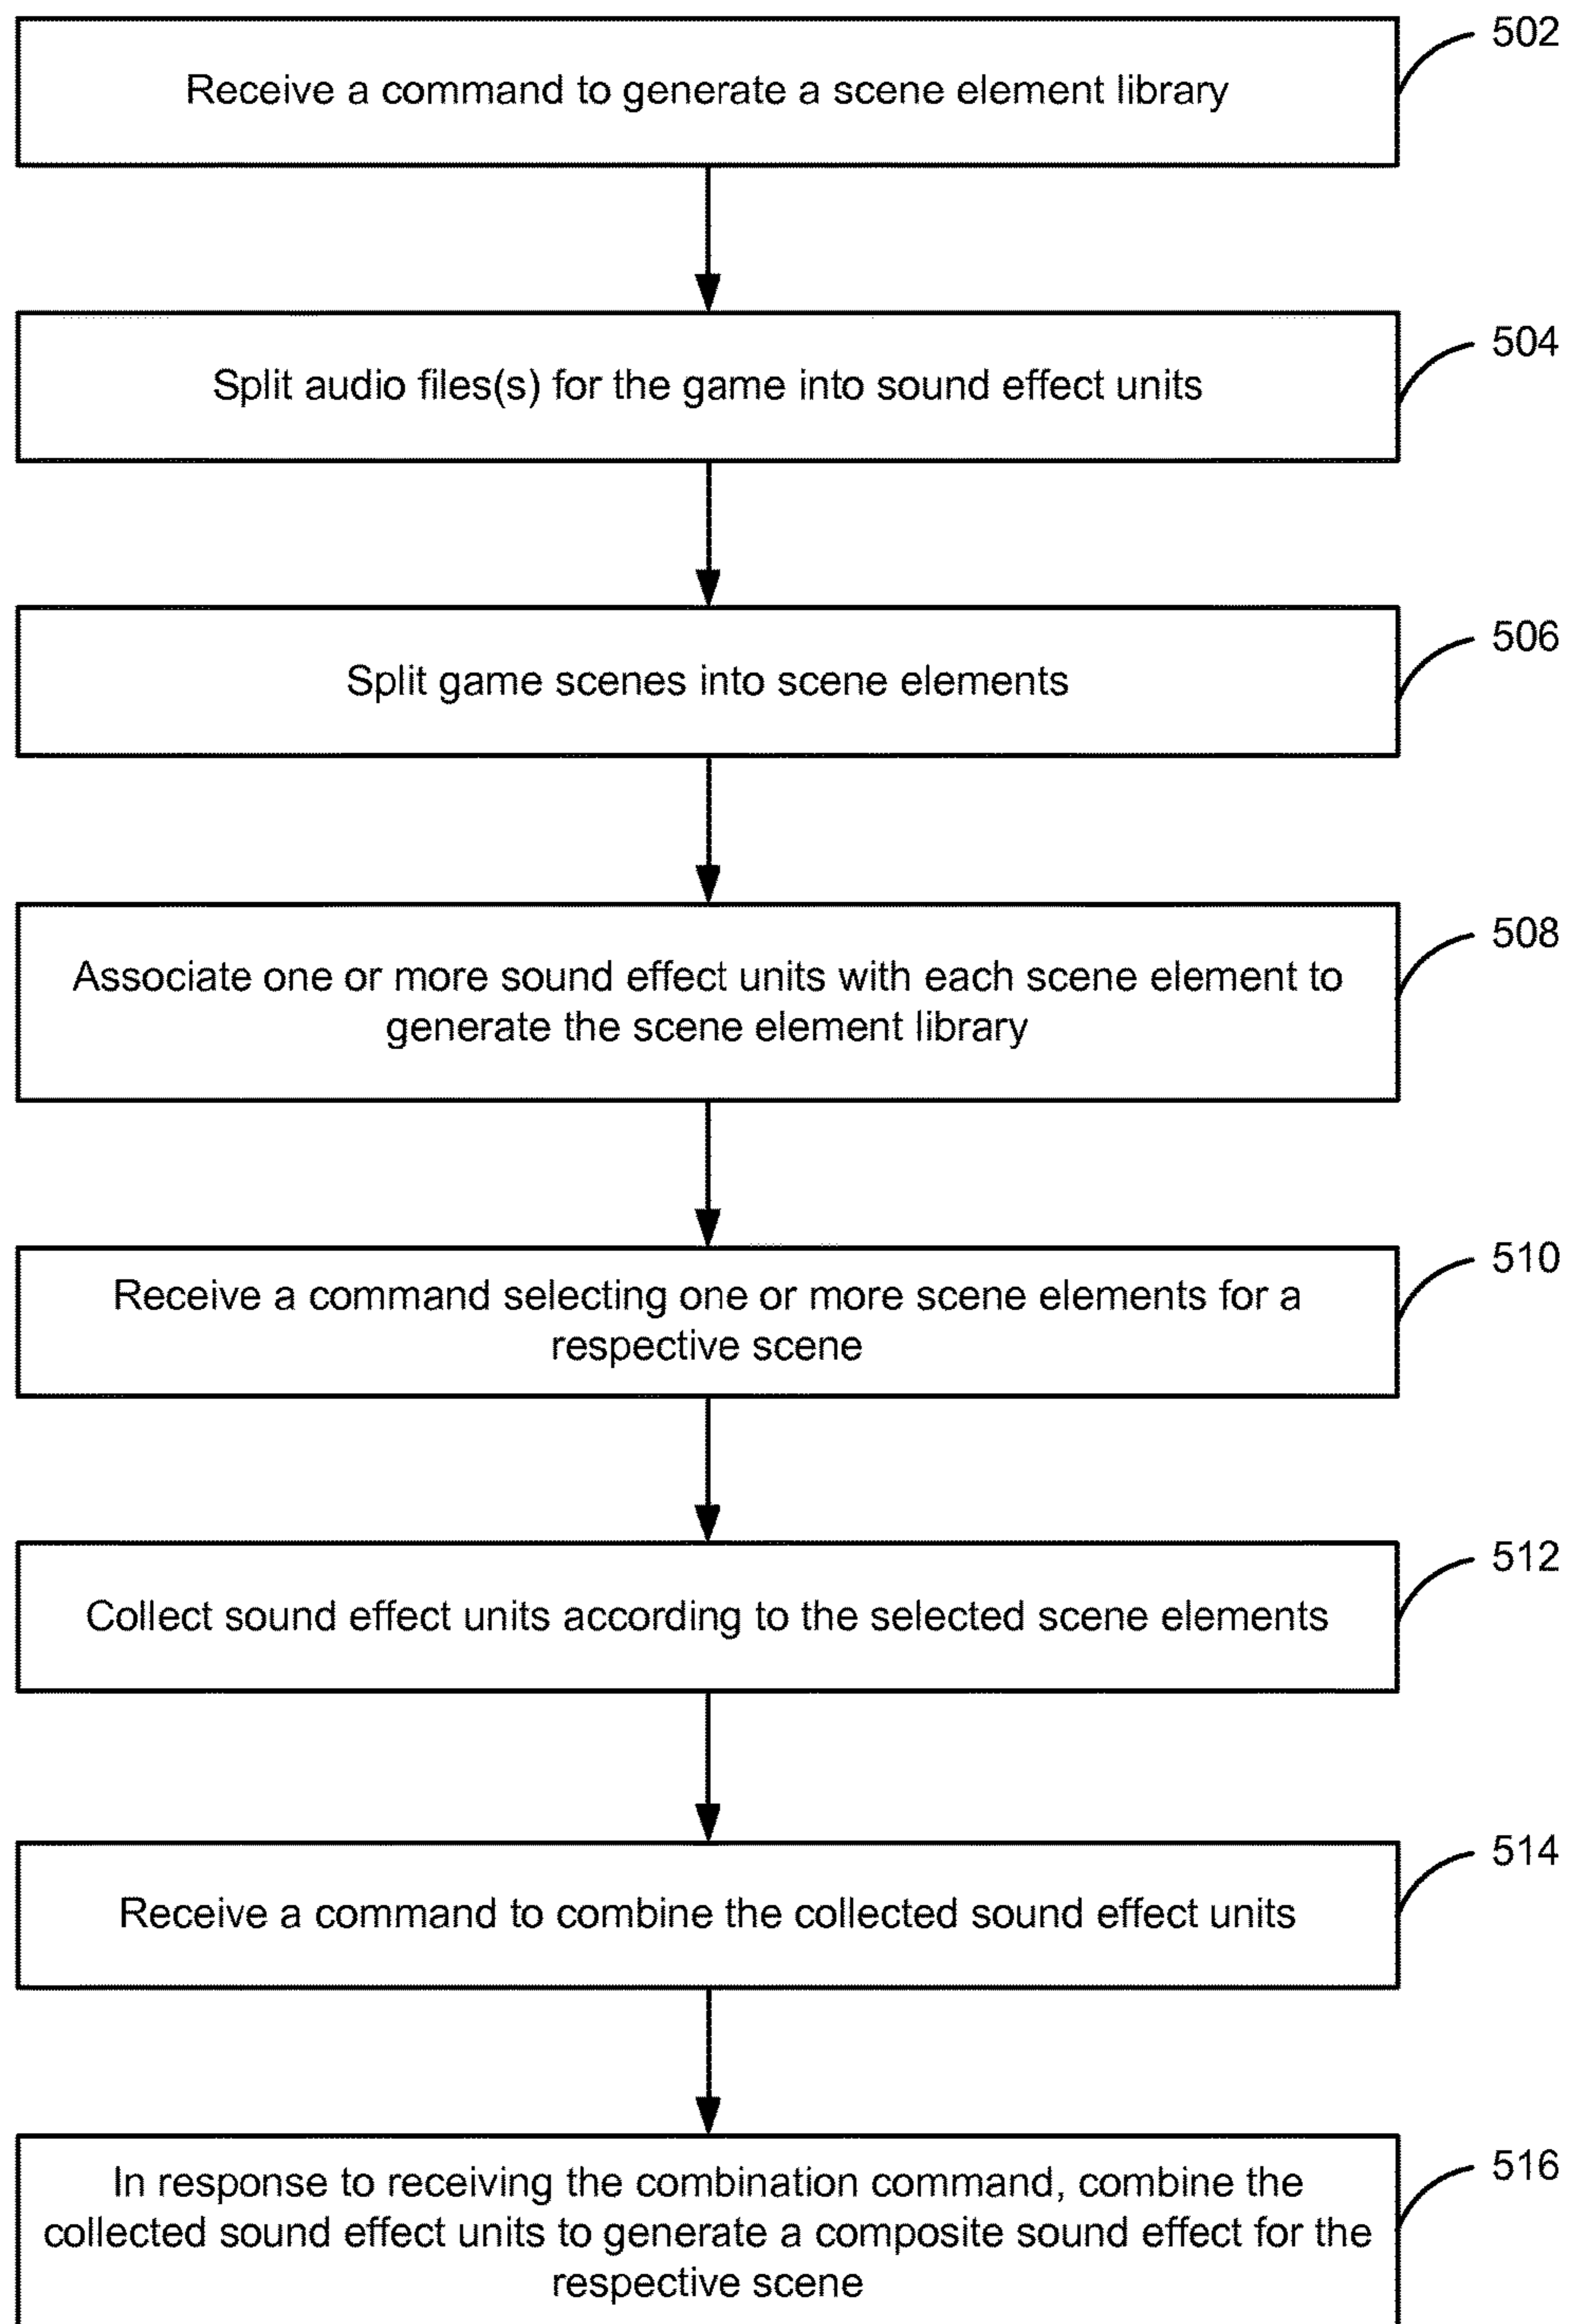 502
Receive a command to generate a scene element library
504
Split audio files(s) for the game into sound effect units
506
Split game scenes into scene elements
508
Associate one or more sound effect units with each scene element to
generate the scene element library
510
Receive a command selecting one or more scene elements for a
respective scene
512
Collect sound effect units according to the selected scene elements
514
Receive a command to combine the collected sound effect units
516
In response to receiving the combination command, combine the
collected sound effect units to generate a composite sound effect for the
respective scene